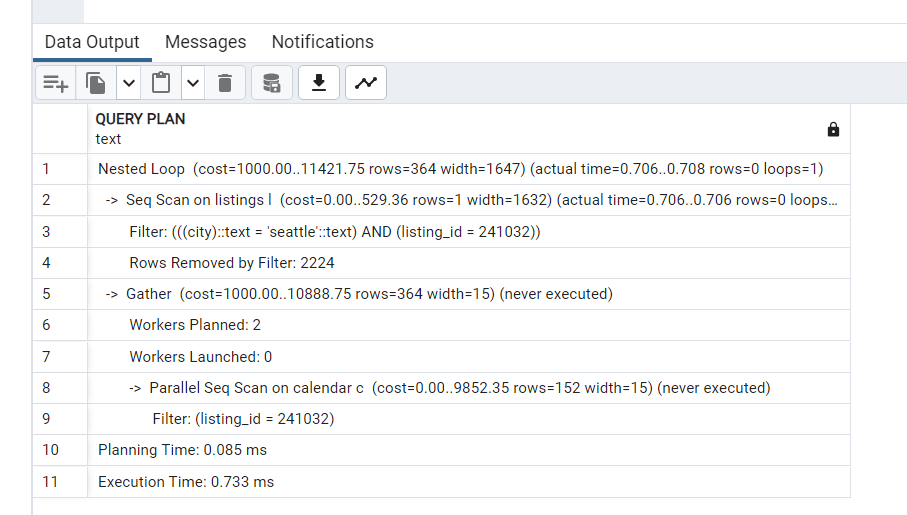 Data Output Messages Notifications
QUERY PLAN
text
1 Nested Loop (cost=1000.00..11421.75 rows=364 width=1647) (actual time=0.706..0.708 rows=0 loops=1)
2 -> Seq Scan on listings l (cost=0.00..529.36 rows=1 width=1632) (actual time=0.706..0.706 rows=0 loops...
3 Filter: (((city)::text = 'seattle'::text) AND (listing_id = 241032))
4 Rows Removed by Filter: 2224
5 -> Gather (cost=1000.00..10888.75 rows=364 width=15) (never executed)
6 Workers Planned: 2
7 Workers Launched: 0
8 -> Parallel Seq Scan on calendar c (cost=0.00..9852.35 rows=152 width=15) (never executed)
9 Filter: (listing_id = 241032)
10 Planning Time: 0.085 ms
11 Execution Time: 0.733 ms